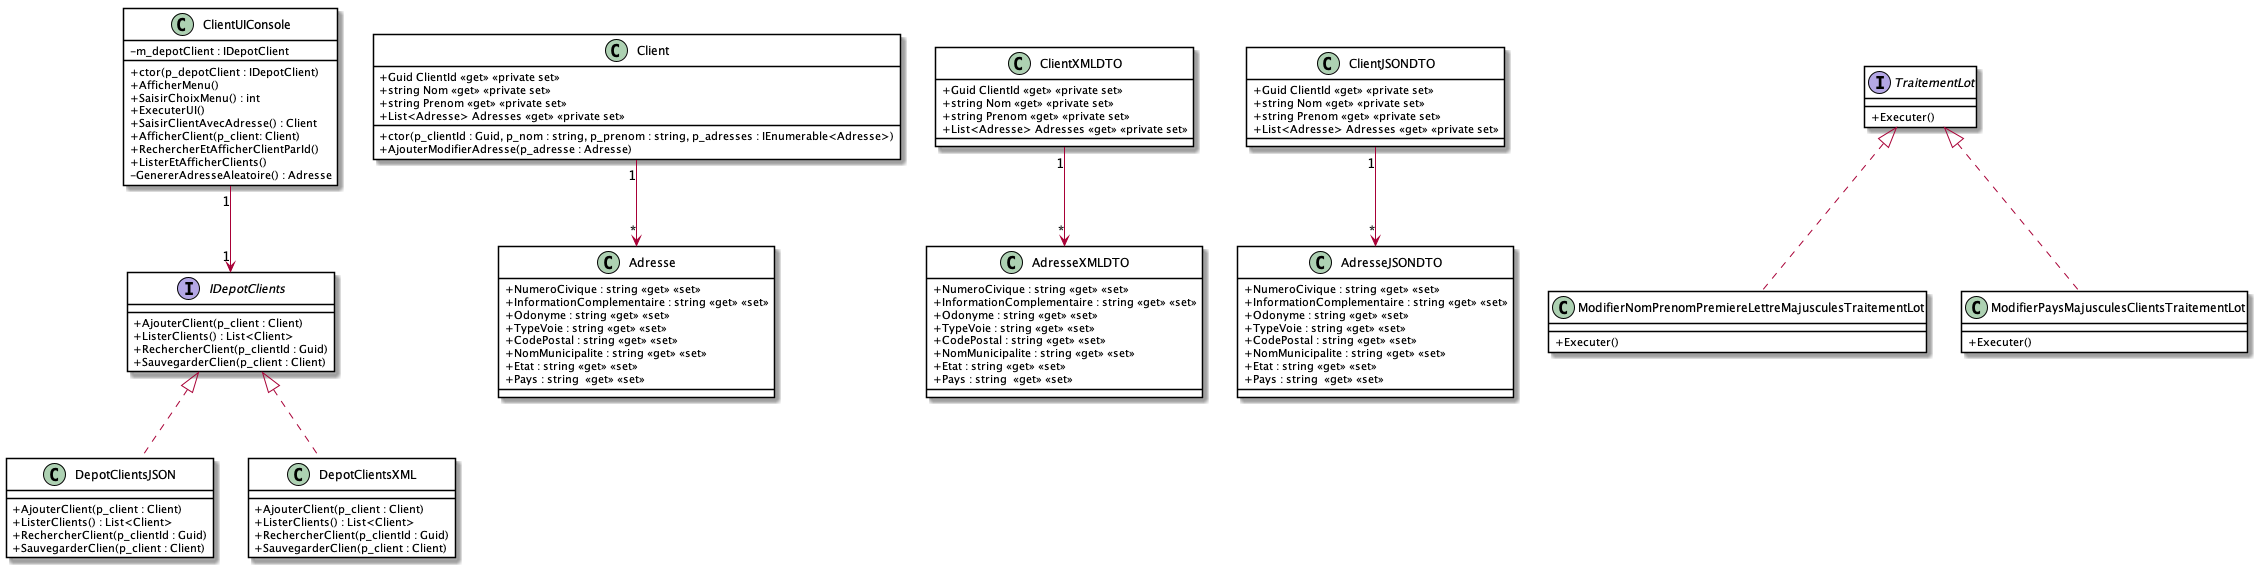 ClientUIConsole
-m_depotClient : IDepotClient
+ctor(p_depotClient : IDepotClient)
+AfficherMenu()
+SaisirChoixMenu() : int
+ExecuterUI()
+SaisirClientAvecAdresse() : Client
+AfficherClient(p_client: Client)
+RechercherEtAfficherClientParId()
+ListerEtAfficherClients()
-GenererAdresseAleatoire() : Adresse
1
1
IDepotClients
+AjouterClient(p_client : Client)
+ListerClients() : List<Client>
+RechercherClient(p_clientId : Guid)
+SauvegarderClien(p_client : Client)
DepotClientsJSON
+AjouterClient(p_client : Client)
+ListerClients() : List<Client>
+RechercherClient(p_clientId : Guid)
+SauvegarderClien(p_client : Client)
DepotClientsXML
+AjouterClient(p_client : Client)
+ListerClients() : List<Client>
+RechercherClient(p_clientId : Guid)
+SauvegarderClien(p_client : Client)
Client
+Guid ClientId «get» «private set»
+string Nom «get» «private set»
+string Prenom «get» «private set»
+List<Adresse> Adresses «get» «private set»
+ctor(p_clientId : Guid, p_nom : string, p_prenom : string, p_adresses : IEnumerable<Adresse>)
+AjouterModifierAdresse(p_adresse : Adresse)
1
*
Adresse
+NumeroCivique : string «get» «set»
+InformationComplementaire : string «get» «set»
+Odonyme : string «get» «set»
+TypeVoie : string «get» «set»
+CodePostal : string «get» «set»
+NomMunicipalite : string «get» «set»
+Etat : string «get» «set»
+Pays : string  «get» «set»
ClientXMLDTO
+Guid ClientId «get» «private set»
+string Nom «get» «private set»
+string Prenom «get» «private set»
+List<Adresse> Adresses «get» «private set»
1
*
AdresseXMLDTO
+NumeroCivique : string «get» «set»
+InformationComplementaire : string «get» «set»
+Odonyme : string «get» «set»
+TypeVoie : string «get» «set»
+CodePostal : string «get» «set»
+NomMunicipalite : string «get» «set»
+Etat : string «get» «set»
+Pays : string  «get» «set»
ClientJSONDTO
+Guid ClientId «get» «private set»
+string Nom «get» «private set»
+string Prenom «get» «private set»
+List<Adresse> Adresses «get» «private set»
1
*
AdresseJSONDTO
+NumeroCivique : string «get» «set»
+InformationComplementaire : string «get» «set»
+Odonyme : string «get» «set»
+TypeVoie : string «get» «set»
+CodePostal : string «get» «set»
+NomMunicipalite : string «get» «set»
+Etat : string «get» «set»
+Pays : string  «get» «set»
TraitementLot
+Executer()
ModifierNomPrenomPremiereLettreMajusculesTraitementLot
+Executer()
ModifierPaysMajusculesClientsTraitementLot
+Executer()